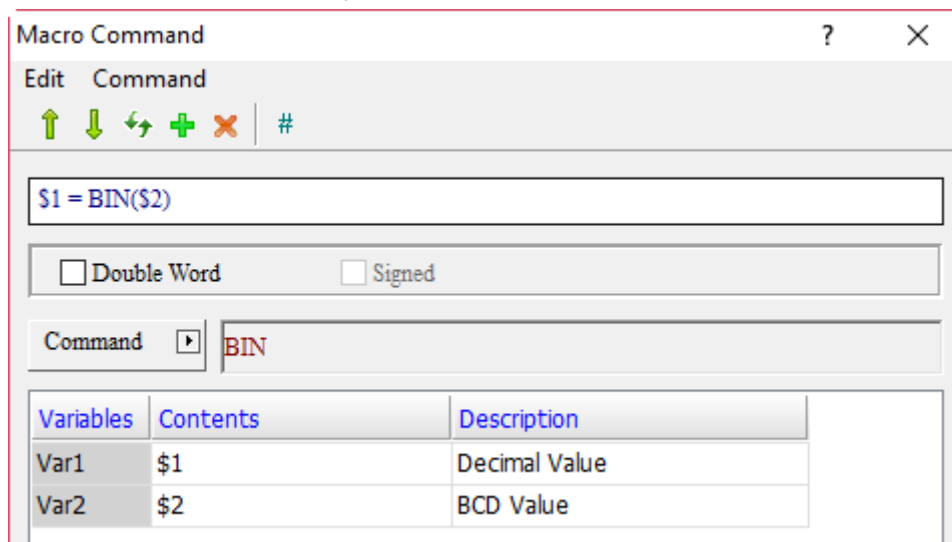 Macro Command ? ×
Edit Command
#
$1 = BIN($2)
Double Word Signed
Command BIN
Variables Contents Description
Var1 $1 Decimal Value
Var2 $2 BCD Value